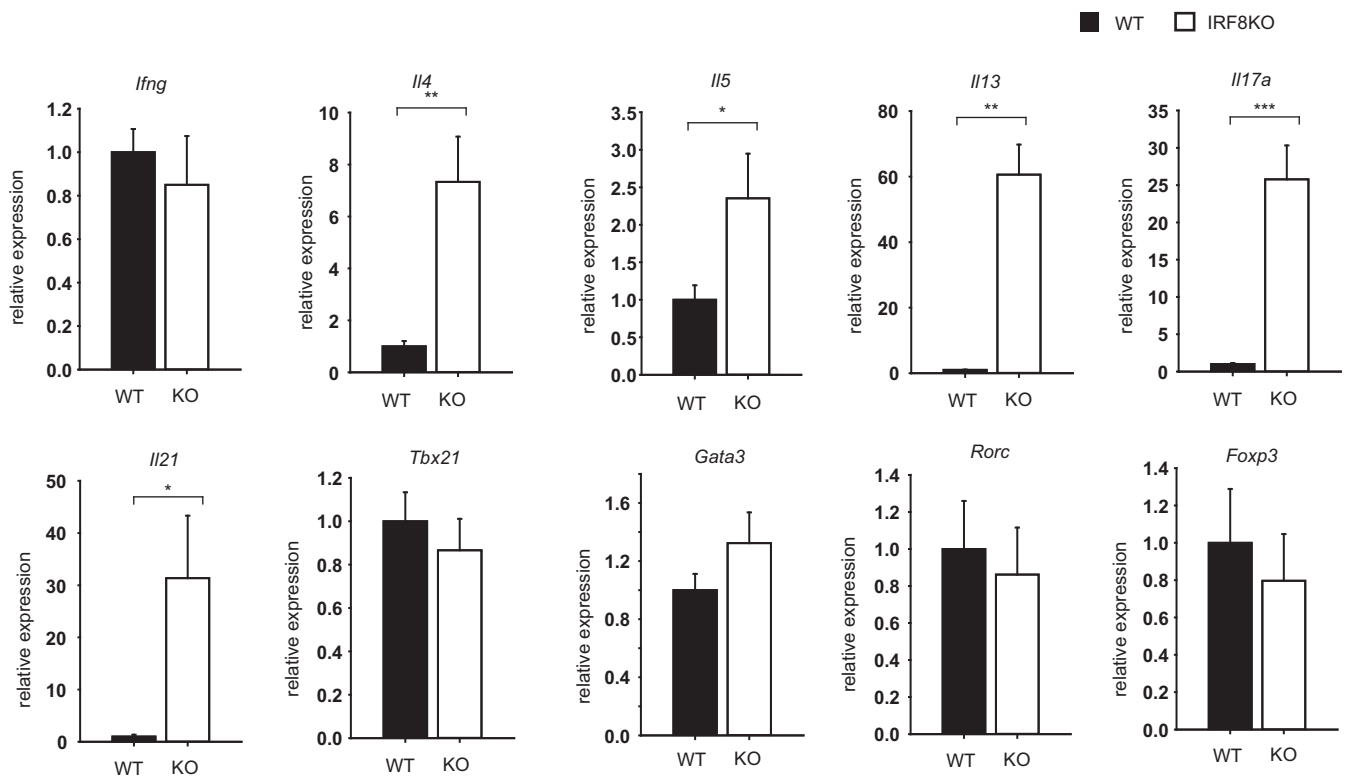 WT IRF8KO
Ifng
relative expression
1.2
1.0
0.8
0.6
0.4
0.2
0.0
WT KO
Il4
**
relative expression
10
8
6
4
2
0
WT KO
Il5
*
relative expression
3.5
3.0
2.5
2.0
1.5
1.0
0.5
0.0
WT KO
Il13
**
relative expression
80
60
40
20
0
WT KO
Il17a
***
relative expression
35
30
25
20
15
10
5
0
WT KO
Il21
*
relative expression
50
40
30
20
10
0
WT KO
Tbx21
relative expression
1.2
1.0
0.8
0.6
0.4
0.2
0.0
WT KO
Gata3
relative expression
1.6
1.2
0.8
0.4
0.0
WT KO
Rorc
relative expression
1.4
1.2
1.0
0.8
0.6
0.4
0.2
0.0
WT KO
Foxp3
relative expression
1.4
1.2
1.0
0.8
0.6
0.4
0.2
0.0
WT KO